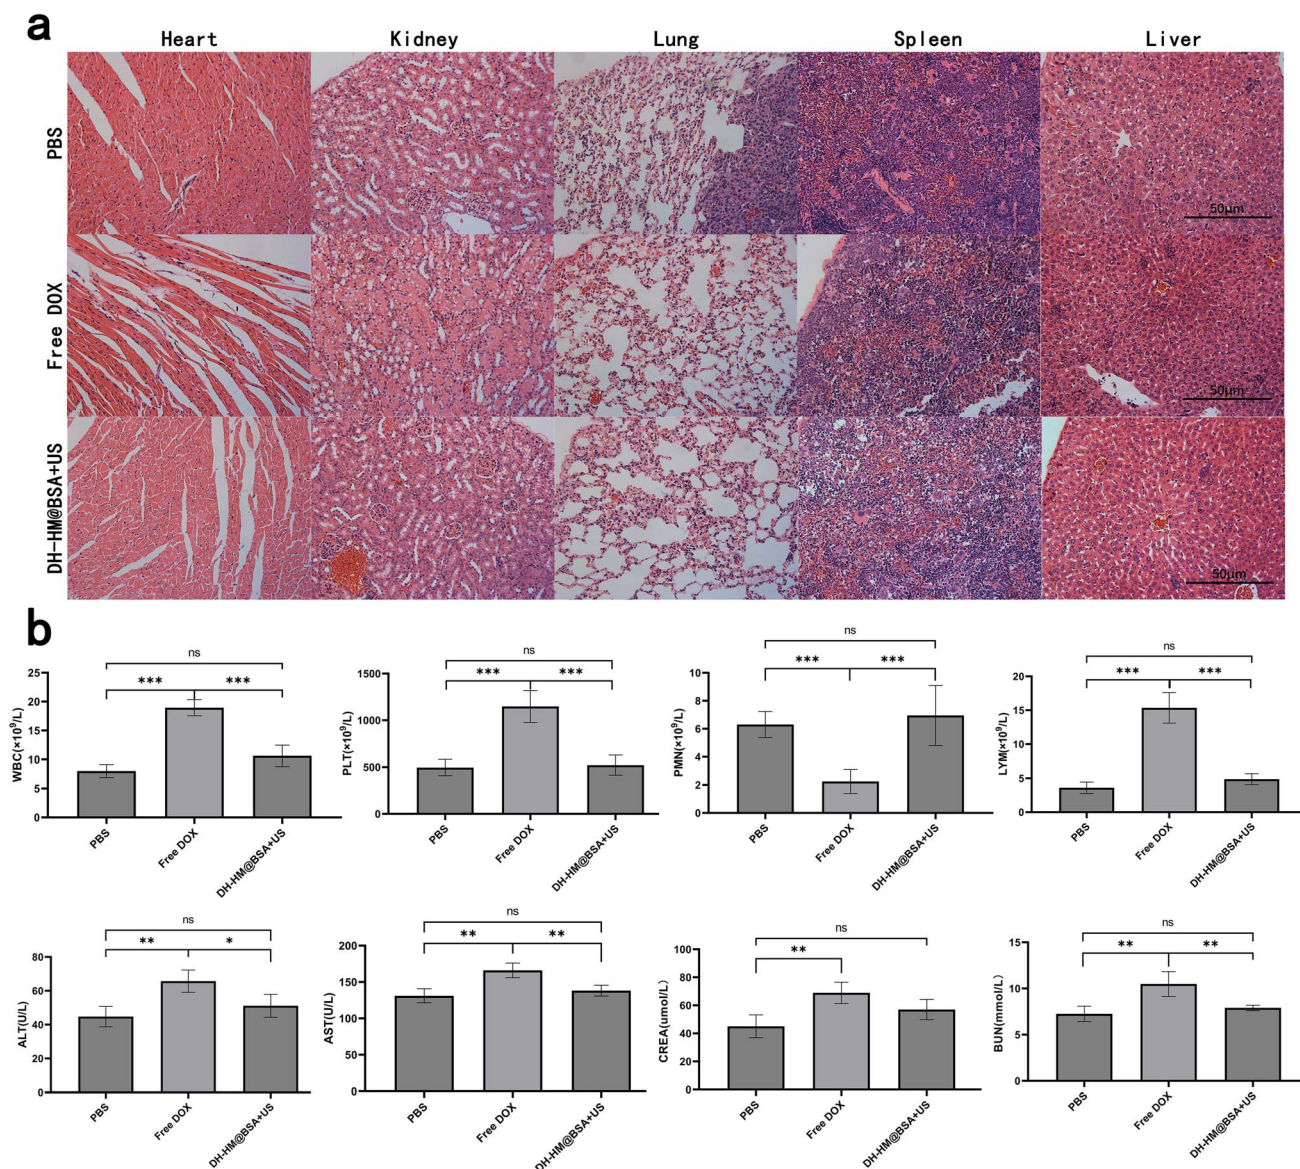 a
Heart Kidney Lung Spleen Liver
PBS
50μm
Free DOX
50μm
DH-HM@BSA+US
50μm
b
ns
*** ***
WBC(×10⁹/L)
25
20
15
10
5
0
PBS Free DOX DH-HM@BSA+US
ns
*** ***
PLT(×10⁹/L)
1500
1000
500
0
PBS Free DOX DH-HM@BSA+US
ns
*** ***
PMN(×10⁹/L)
10
8
6
4
2
0
PBS Free DOX DH-HM@BSA+US
ns
*** ***
LYM(×10⁹/L)
20
15
10
5
0
PBS Free DOX DH-HM@BSA+US
ns
** *
ALT(U/L)
80
60
40
20
0
PBS Free DOX DH-HM@BSA+US
ns
** **
AST(U/L)
200
150
100
50
0
PBS Free DOX DH-HM@BSA+US
ns
**
CREA(umol/L)
100
80
60
40
20
0
PBS Free DOX DH-HM@BSA+US
ns
** **
BUN(mmol/L)
15
10
5
0
PBS Free DOX DH-HM@BSA+US